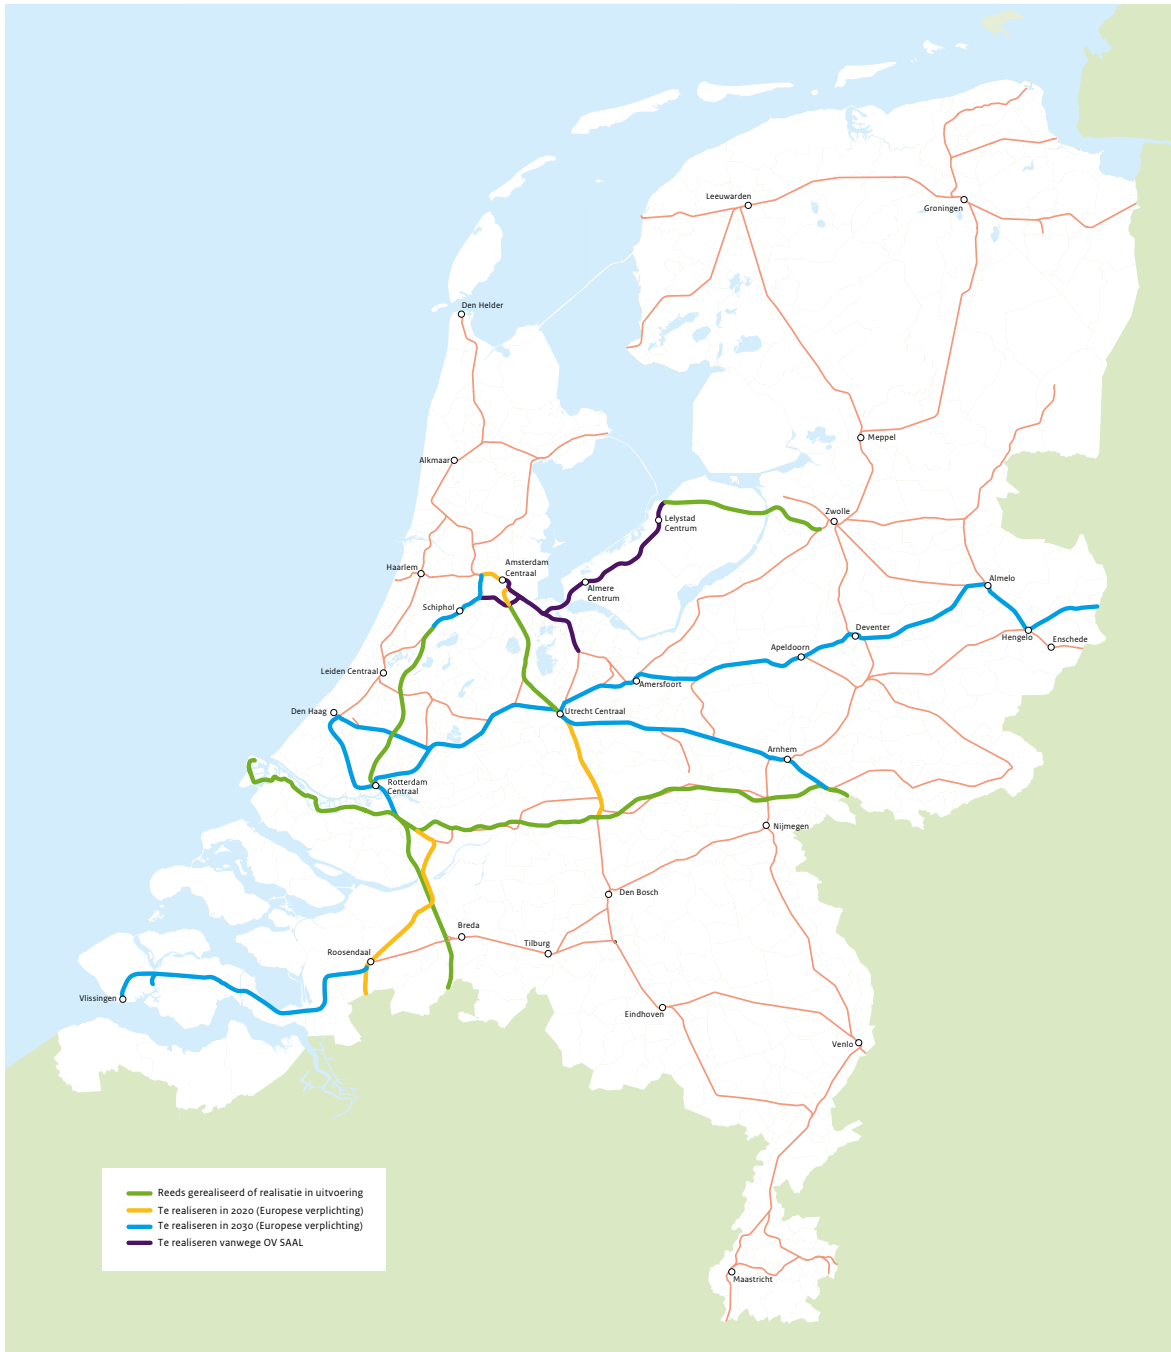 Leeuwarden
Groningen
Den Helder
Meppel
Alkmaar
Zwolle
Lelystad
Centrum
Amsterdam
Centraal
Haarlem
Almelo
Almere
Centrum
Schiphol
Deventer
Hengelo
Enschede
Apeldoorn
Leiden Centraal
Amersfoort
Den Haag
Utrecht Centraal
Arnhem
Rotterdam
Centraal
Nijmegen
Den Bosch
Breda
Tilburg
Roosendaal
Vlissingen
Eindhoven
Venlo
Reeds gerealiseerd of realisatie in uitvoering
Te realiseren in 2020 (Europese verplichting)
Te realiseren in 2030 (Europese verplichting)
Te realiseren vanwege OV SAAL
Maastricht